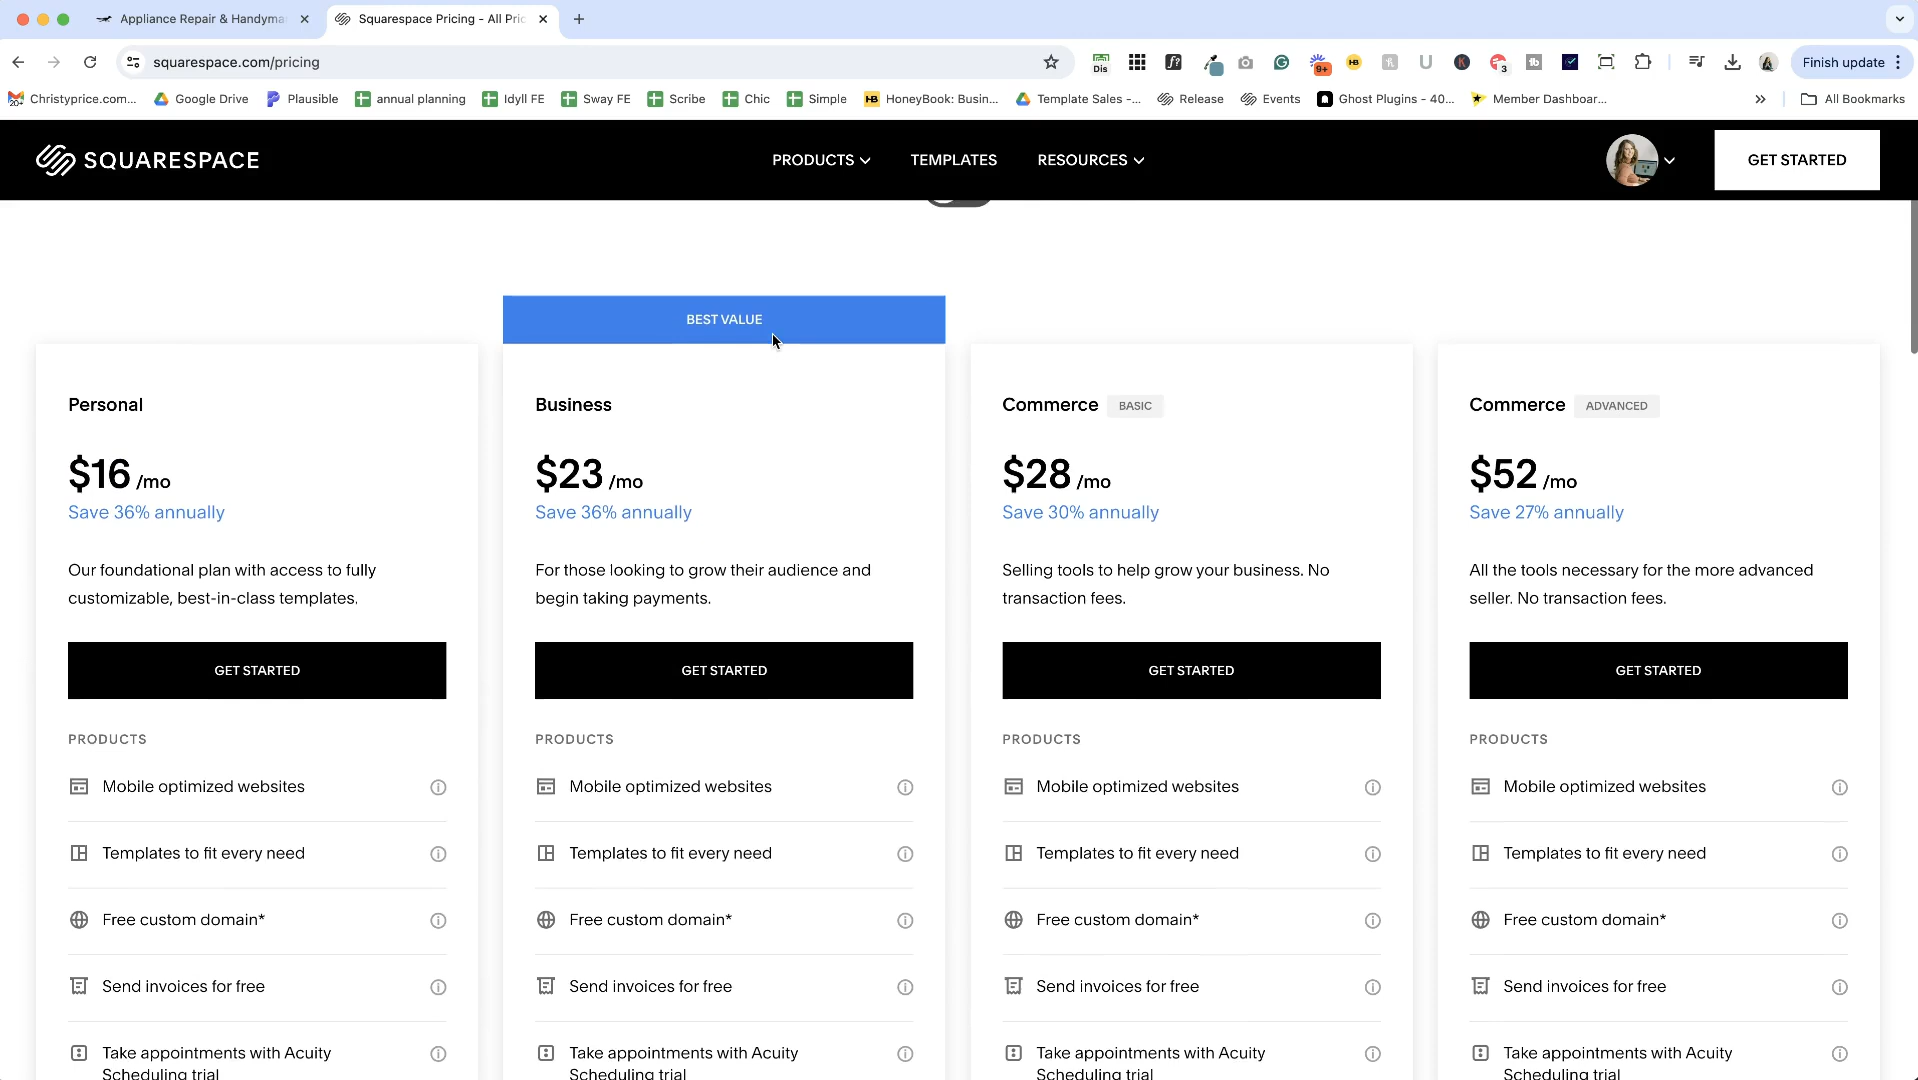 Appliance Repair & Handyma
Squarespace Pricing - All Pric
squarespace.com/pricing
Dis
f?
9+
HB
U
K
3
tb
Finish update
20+
Christyprice.com...
Google Drive
Plausible
annual planning
Idyll FE
Sway FE
Scribe
Chic
Simple
HB
HoneyBook: Busin...
Template Sales -...
Release
Events
Ghost Plugins - 40...
Member Dashboar...
All Bookmarks
SQUARESPACE
PRODUCTS
TEMPLATES
RESOURCES
GET STARTED
BEST VALUE
Personal
$16 /mo
Save 36% annually
Our foundational plan with access to fully
customizable, best-in-class templates.
GET STARTED
PRODUCTS
Mobile optimized websites
Templates to fit every need
Free custom domain*
Send invoices for free
Take appointments with Acuity
Scheduling trial
Business
$23 /mo
Save 36% annually
For those looking to grow their audience and
begin taking payments.
GET STARTED
PRODUCTS
Mobile optimized websites
Templates to fit every need
Free custom domain*
Send invoices for free
Take appointments with Acuity
Scheduling trial
Commerce BASIC
$28 /mo
Save 30% annually
Selling tools to help grow your business. No
transaction fees.
GET STARTED
PRODUCTS
Mobile optimized websites
Templates to fit every need
Free custom domain*
Send invoices for free
Take appointments with Acuity
Scheduling trial
Commerce ADVANCED
$52 /mo
Save 27% annually
All the tools necessary for the more advanced
seller. No transaction fees.
GET STARTED
PRODUCTS
Mobile optimized websites
Templates to fit every need
Free custom domain*
Send invoices for free
Take appointments with Acuity
Scheduling trial